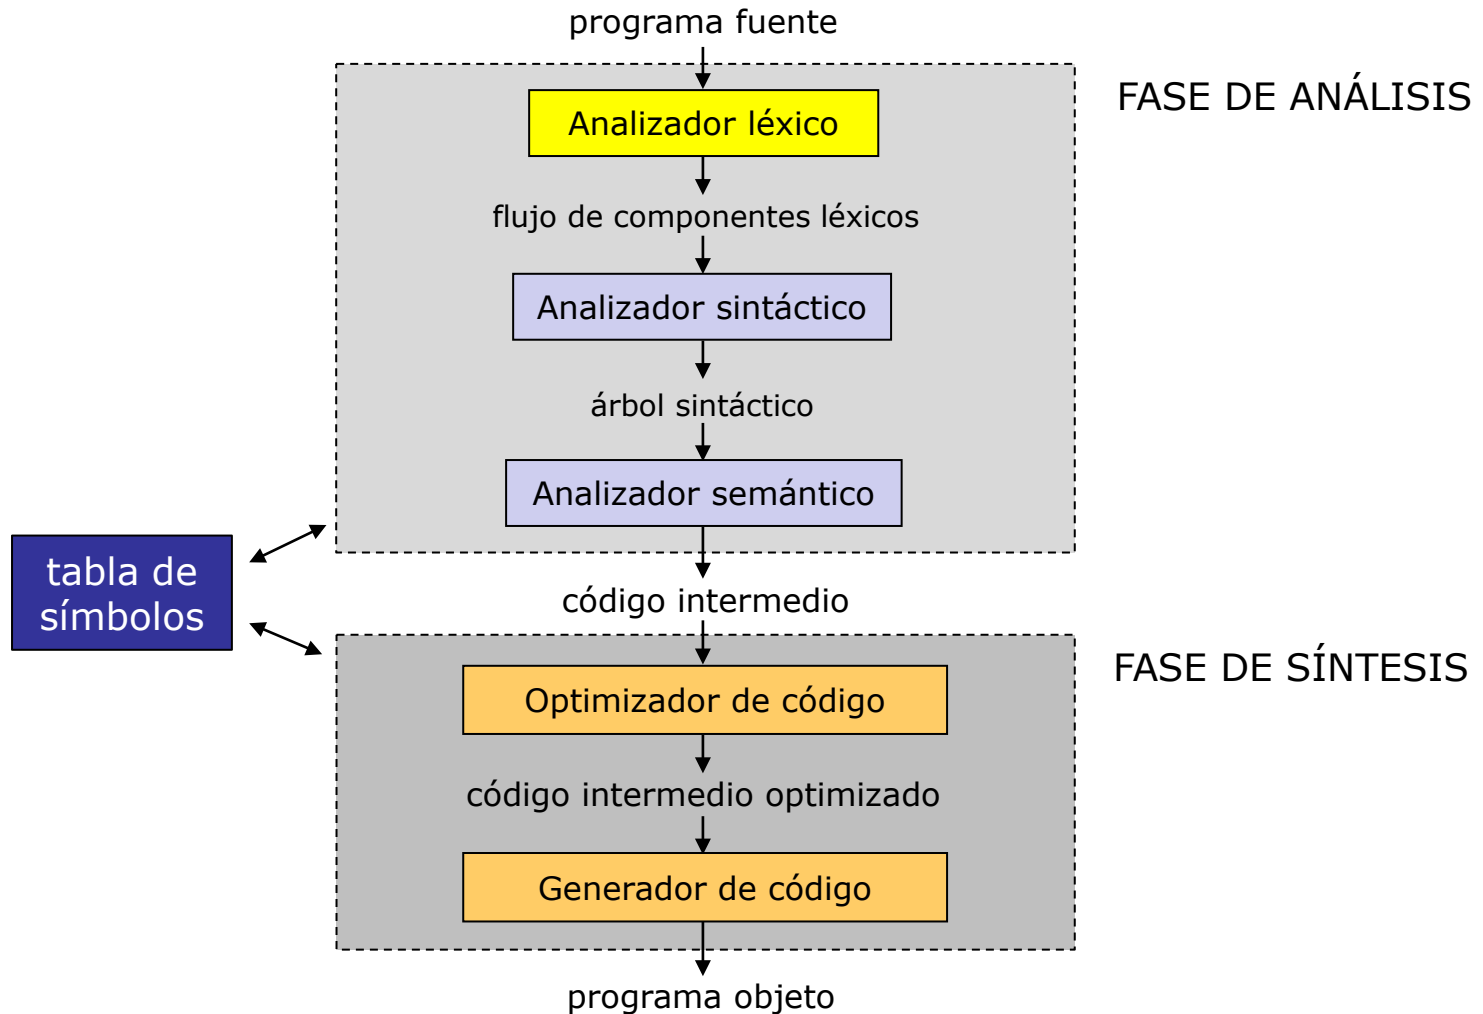 programa fuente
FASE DE ANÁLISIS
Analizador léxico
flujo de componentes léxicos
Analizador sintáctico
árbol sintáctico
Analizador semántico
tabla de
símbolos
código intermedio
FASE DE SÍNTESIS
Optimizador de código
código intermedio optimizado
Generador de código
programa objeto